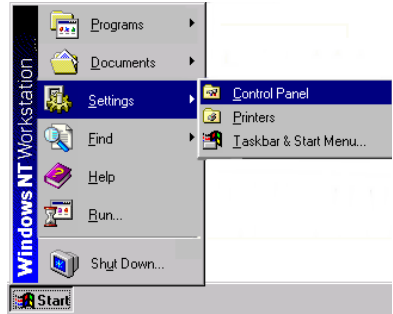 Programs
Documents
Settings
Find
Help
Run...
Shut Down...
Control Panel
Printers
Taskbar & Start Menu...
Windows NT Workstation
Start